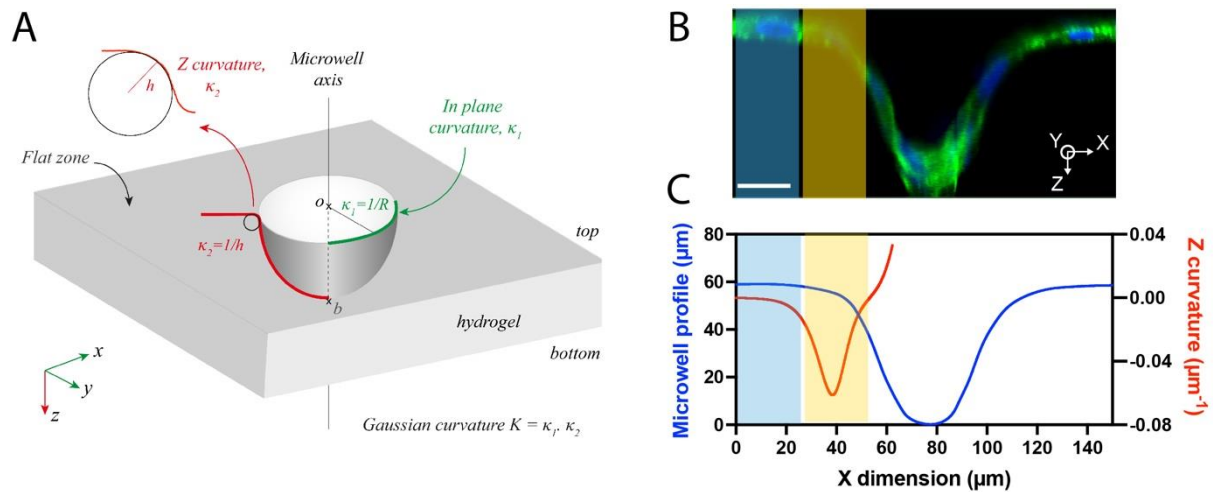 A
Z curvature,
κ₂
h
Microwell
axis
In plane
curvature, κ₁
Flat zone
o
κ₁=1/R
κ₂=1/h
top
b
hydrogel
bottom
x
y
z
Gaussian curvature K = κ₁. κ₂
B
Y
X
Z
C
Microwell profile (µm)
80
60
40
20
0
0.04
0.00
-0.04
-0.08
Z curvature (µm⁻¹)
0 20 40 60 80 100 120 140
X dimension (µm)